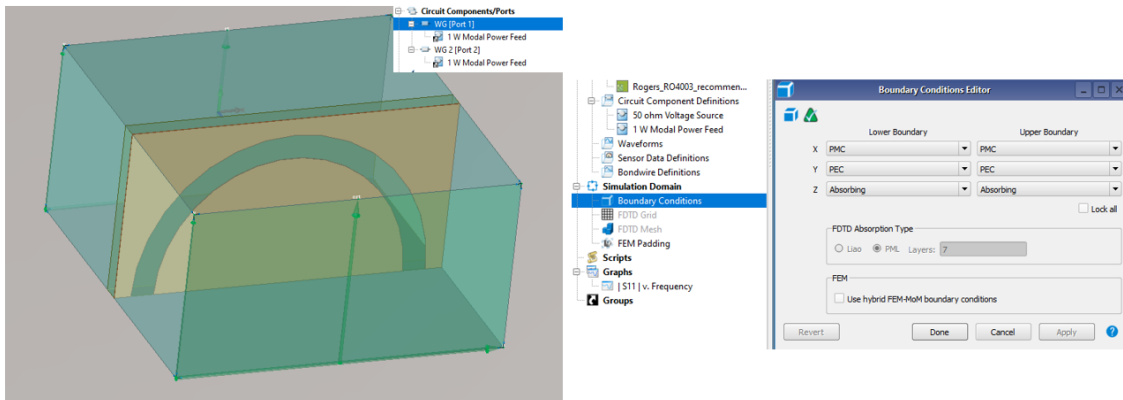 Circuit Components/Ports
WG [Port 1]
1 W Modal Power Feed
WG 2 [Port 2]
1 W Modal Power Feed
Rogers_RO4003_recommen...
Circuit Component Definitions
50 ohm Voltage Source
1 W Modal Power Feed
Waveforms
Sensor Data Definitions
Bondwire Definitions
Simulation Domain
Boundary Conditions
FDTD Grid
FDTD Mesh
FEM Padding
Scripts
Graphs
|S11| v. Frequency
Groups
Boundary Conditions Editor
Lower Boundary Upper Boundary
X PMC PMC
Y PEC PEC
Z Absorbing Absorbing
Lock all
FDTD Absorption Type
Liao PML Layers: 7
FEM
Use hybrid FEM-MoM boundary conditions
Revert Done Cancel Apply ?